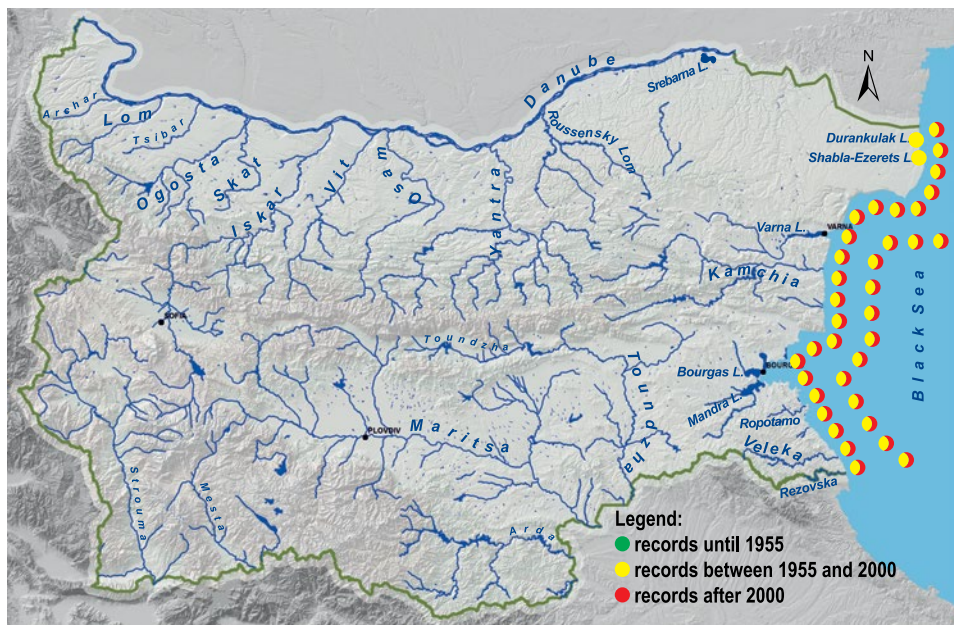 N
Danube
Srebarna L.
Archar
Lom
Tsibar
Roussensky Lom
Durankulak L.
Shabla-Ezerets L.
Ogosta
Skat
Iskar
Vit
Osam
Yantra
Varna L.
VARNA
Kamchia
Black Sea
SOFIA
Toundzha
Toundzha
Bourgas L.
Mandra L.
Ropotamo
PLOVDIV
Maritsa
Veleka
Rezovska
Strouma
Mesta
Arda
Legend:
records until 1955
records between 1955 and 2000
records after 2000